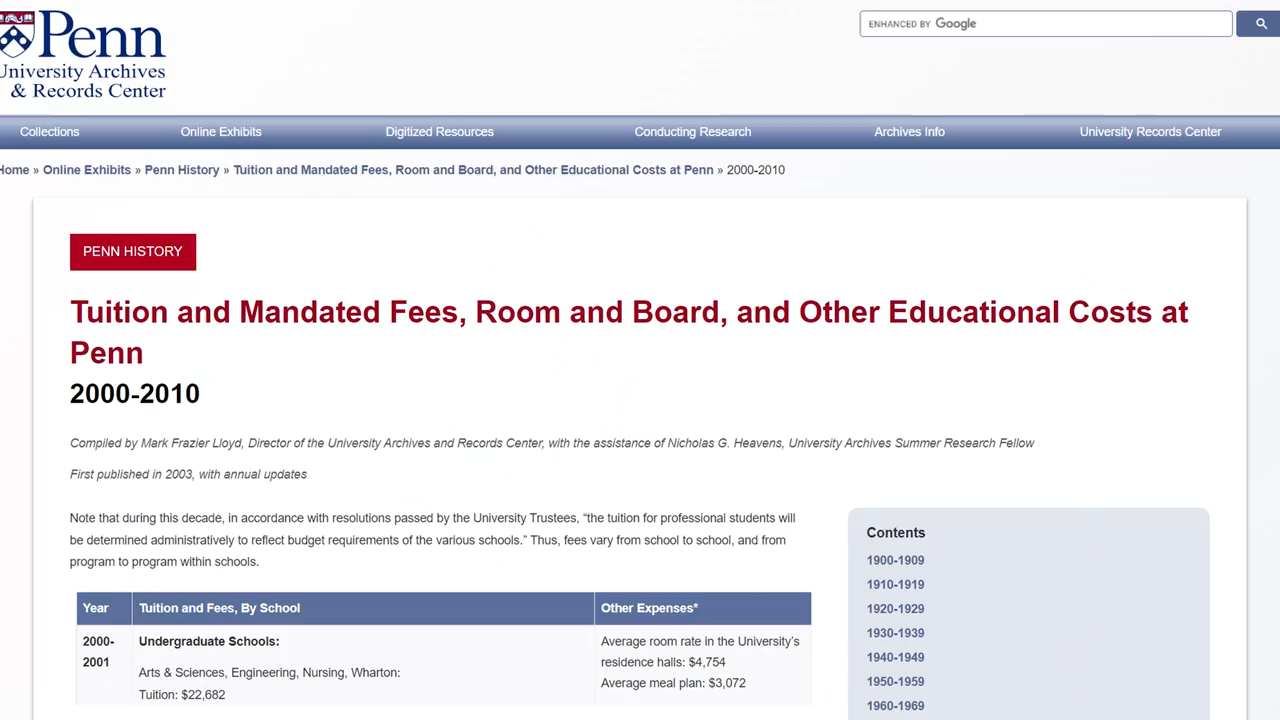 Penn
University Archives
& Records Center
ENHANCED BY Google
Collections
Online Exhibits
Digitized Resources
Conducting Research
Archives Info
University Records Center
Home » Online Exhibits » Penn History » Tuition and Mandated Fees, Room and Board, and Other Educational Costs at Penn » 2000-2010
PENN HISTORY
Tuition and Mandated Fees, Room and Board, and Other Educational Costs at
Penn
2000-2010
Compiled by Mark Frazier Lloyd, Director of the University Archives and Records Center, with the assistance of Nicholas G. Heavens, University Archives Summer Research Fellow
First published in 2003, with annual updates
Note that during this decade, in accordance with resolutions passed by the University Trustees, “the tuition for professional students will
be determined administratively to reflect budget requirements of the various schools.” Thus, fees vary from school to school, and from
program to program within schools.
Year
Tuition and Fees, By School
Other Expenses*
2000-
2001
Undergraduate Schools:
Arts & Sciences, Engineering, Nursing, Wharton:
Tuition: $22,682
Average room rate in the University’s
residence halls: $4,754
Average meal plan: $3,072
Contents
1900-1909
1910-1919
1920-1929
1930-1939
1940-1949
1950-1959
1960-1969